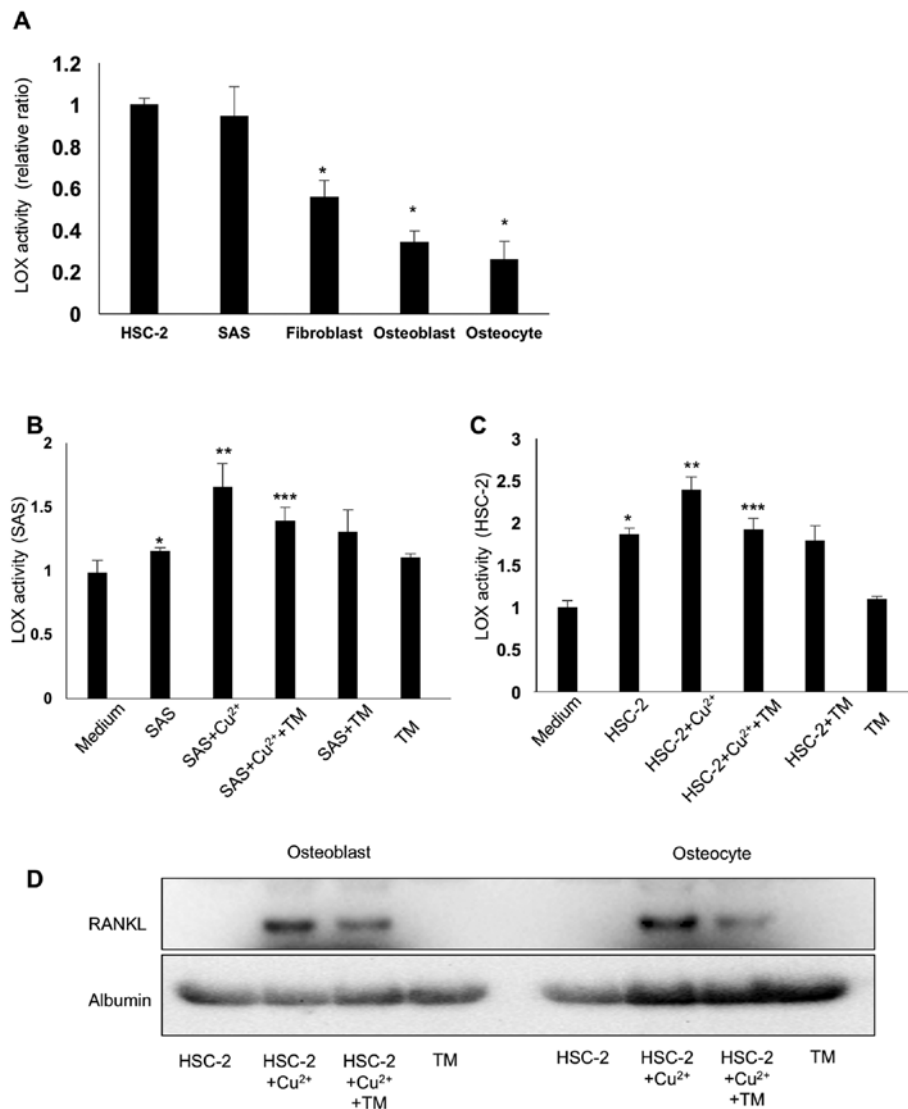 A
LOX activity (relative ratio)
1.2
1
0.8
0.6
0.4
0.2
0
*
*
*
HSC-2 SAS Fibroblast Osteoblast Osteocyte
B
LOX activity (SAS)
2
1.5
1
0.5
0
*
**
***
Medium
SAS
SAS+Cu²⁺
SAS+Cu²⁺+TM
SAS+TM
TM
C
LOX activity (HSC-2)
3
2.5
2
1.5
1
0.5
0
*
**
***
Medium
HSC-2
HSC-2+Cu²⁺
HSC-2+Cu²⁺+TM
HSC-2+TM
TM
D
Osteoblast Osteocyte
RANKL
Albumin
HSC-2 HSC-2 HSC-2 TM HSC-2 HSC-2 HSC-2 TM
+Cu²⁺ +Cu²⁺ +Cu²⁺ +Cu²⁺
+TM +TM